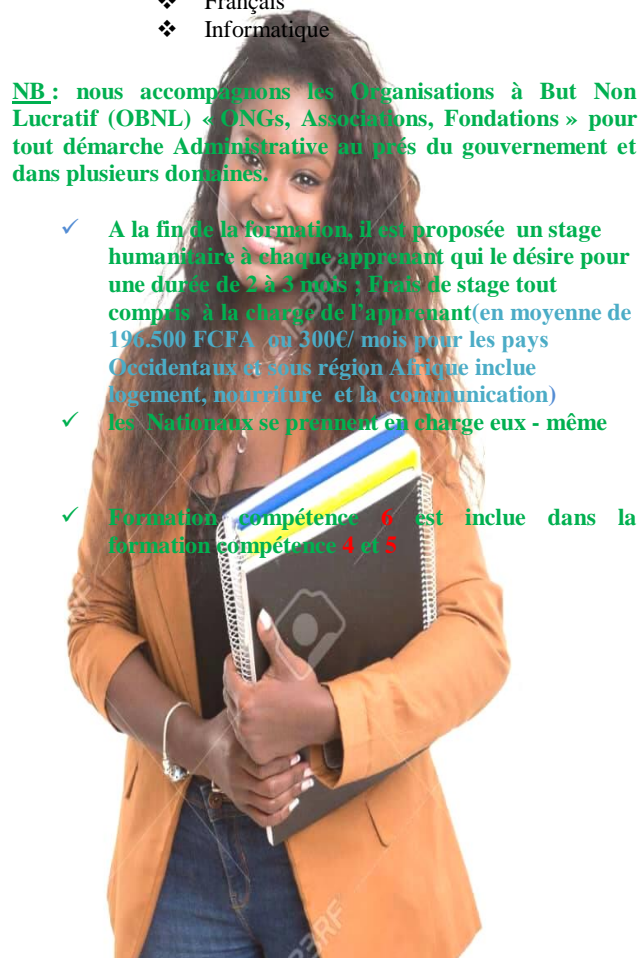 ❖ Français
❖ Informatique
NB : nous accompagnons les Organisations à But Non
Lucratif (OBNL) « ONGs, Associations, Fondations » pour
tout démarche Administrative au prés du gouvernement et
dans plusieurs domaines.
✓ A la fin de la formation, il est proposée un stage
humanitaire à chaque apprenant qui le désire pour
une durée de 2 à 3 mois ; Frais de stage tout
compris à la charge de l’apprenant(en moyenne de
196.500 FCFA ou 300€/ mois pour les pays
Occidentaux et sous région Afrique inclue
logement, nourriture et la communication)
✓ les Nationaux se prennent en charge eux - même
✓ Formation compétence 6 est inclue dans la
formation compétence 4 et 5